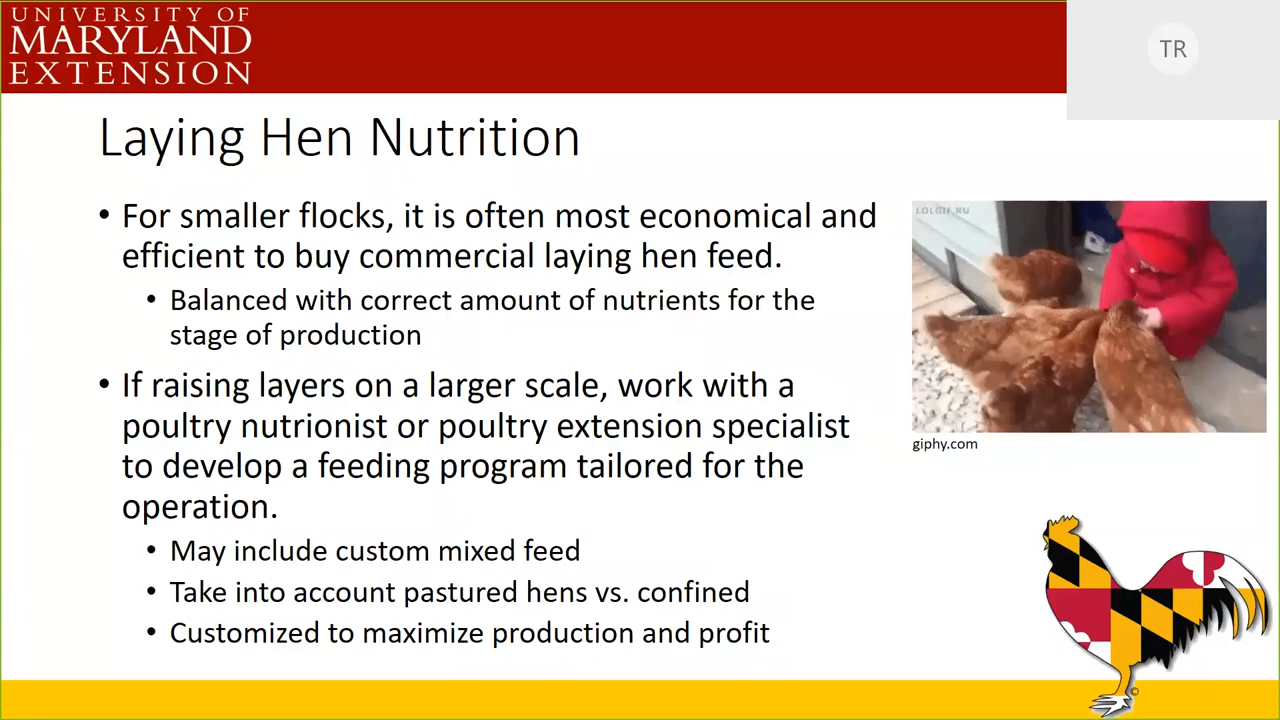 UNIVERSITY OF
MARYLAND
EXTENSION
TR
Laying Hen Nutrition
• For smaller flocks, it is often most economical and
efficient to buy commercial laying hen feed.
• Balanced with correct amount of nutrients for the
stage of production
• If raising layers on a larger scale, work with a
poultry nutrionist or poultry extension specialist
to develop a feeding program tailored for the
operation.
• May include custom mixed feed
• Take into account pastured hens vs. confined
• Customized to maximize production and profit
LOLGIF.RU
giphy.com
©